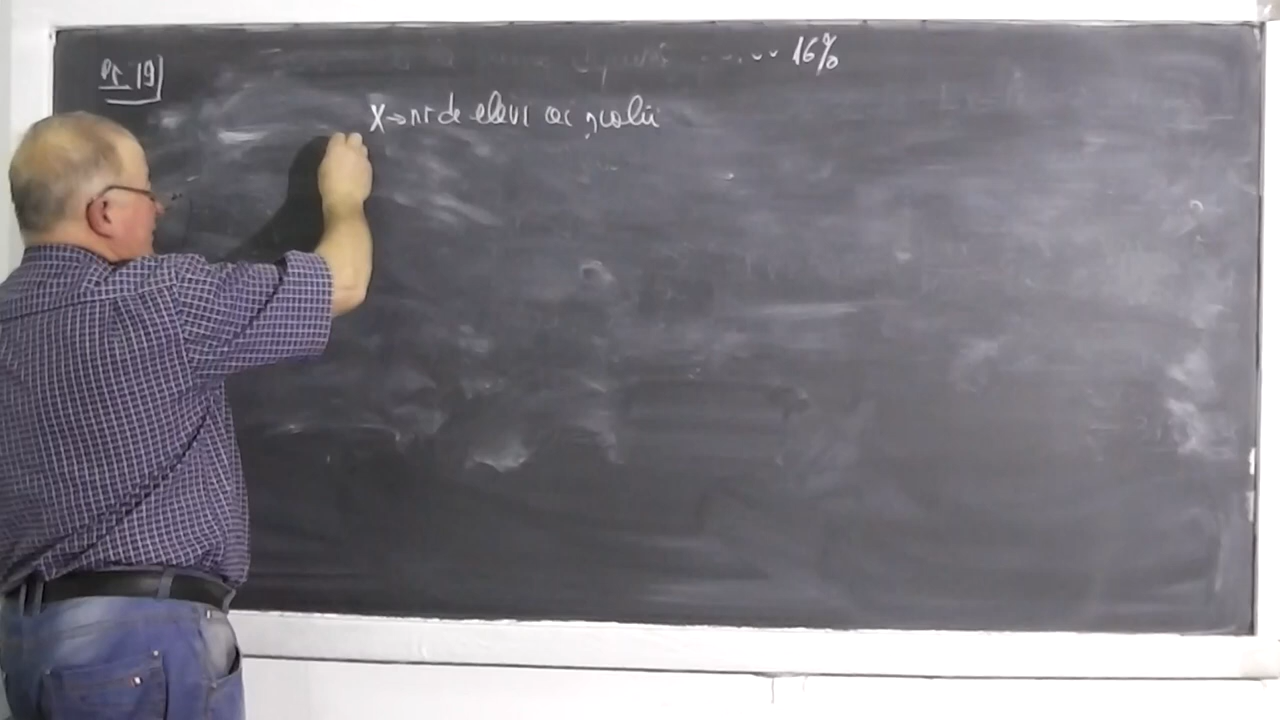 Pr. 19
16%
X → nr de elevi ai școlii